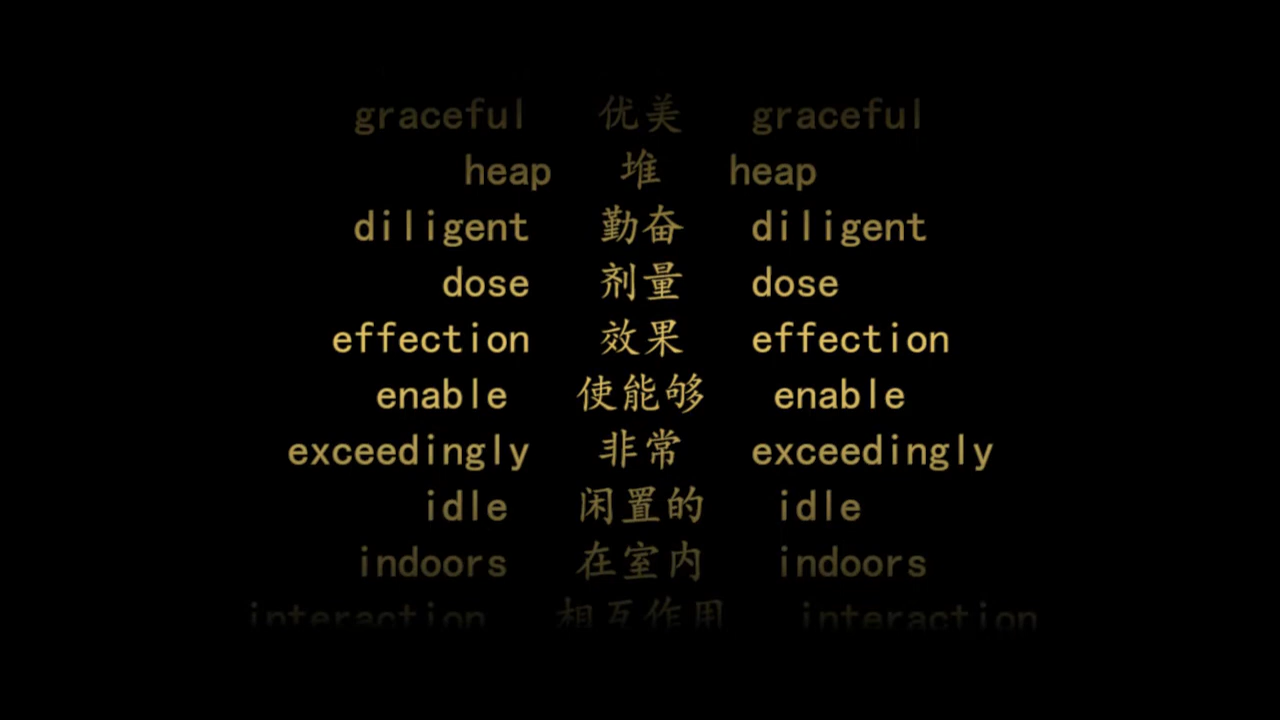 graceful 优美 graceful
heap 堆 heap
diligent 勤奋 diligent
dose 剂量 dose
effection 效果 effection
enable 使能够 enable
exceedingly 非常 exceedingly
idle 闲置的 idle
indoors 在室内 indoors
interaction 相互作用 interaction